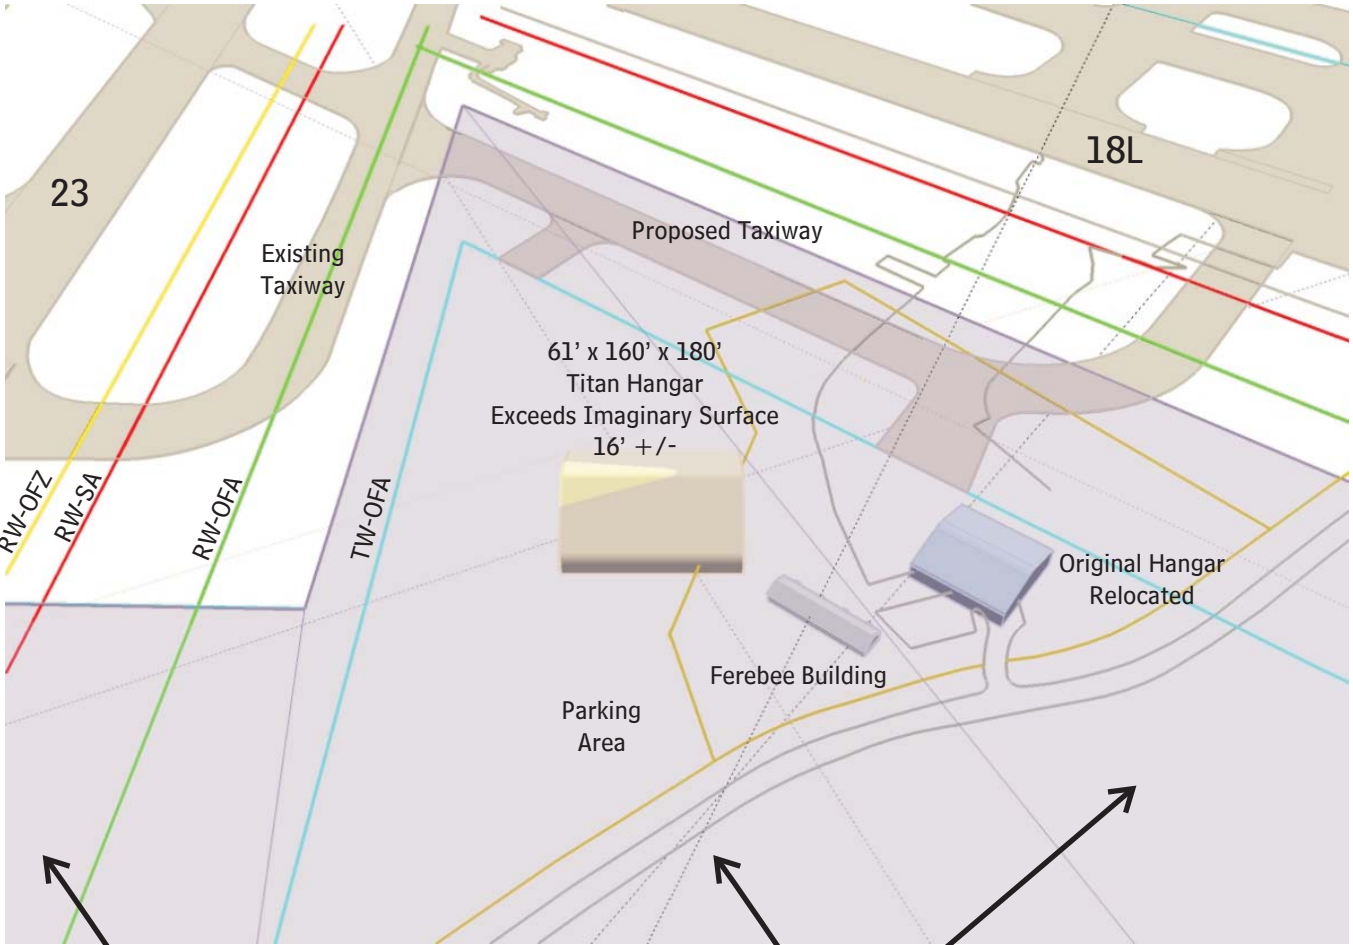 18L
23
Proposed Taxiway
Existing
Taxiway
61’ x 160’ x 180’
Titan Hangar
Exceeds Imaginary Surface
16’ +/-
RW-OFZ
RW-SA
RW-OFA
TW-OFA
Original Hangar
Relocated
Ferebee Building
Parking
Area